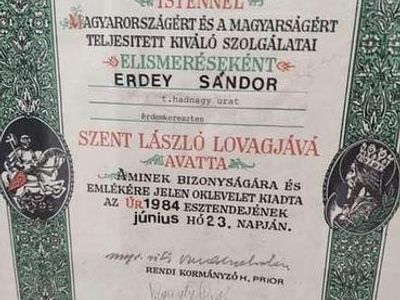 ISTENNEL
MAGYARORSZÁGÉRT ÉS A MAGYARSÁGÉRT
TELJESITETT KIVÁLÓ SZOLGÁLATAI
ELISMERÉSEKÉNT
ERDEY SÁNDOR
t.hadnagy urat
érdemkereszten
SZENT LÁSZLÓ LOVAGJÁVÁ
AVATTA
AMINEK BIZONYSÁGÁRA ÉS
EMLÉKÉRE JELEN OKLEVELET KIADTA
AZ ÚR 1984 ESZTENDEJÉNEK
június HÓ 23. NAPJÁN.
RENDI KORMÁNYZÓ H, PRIOR